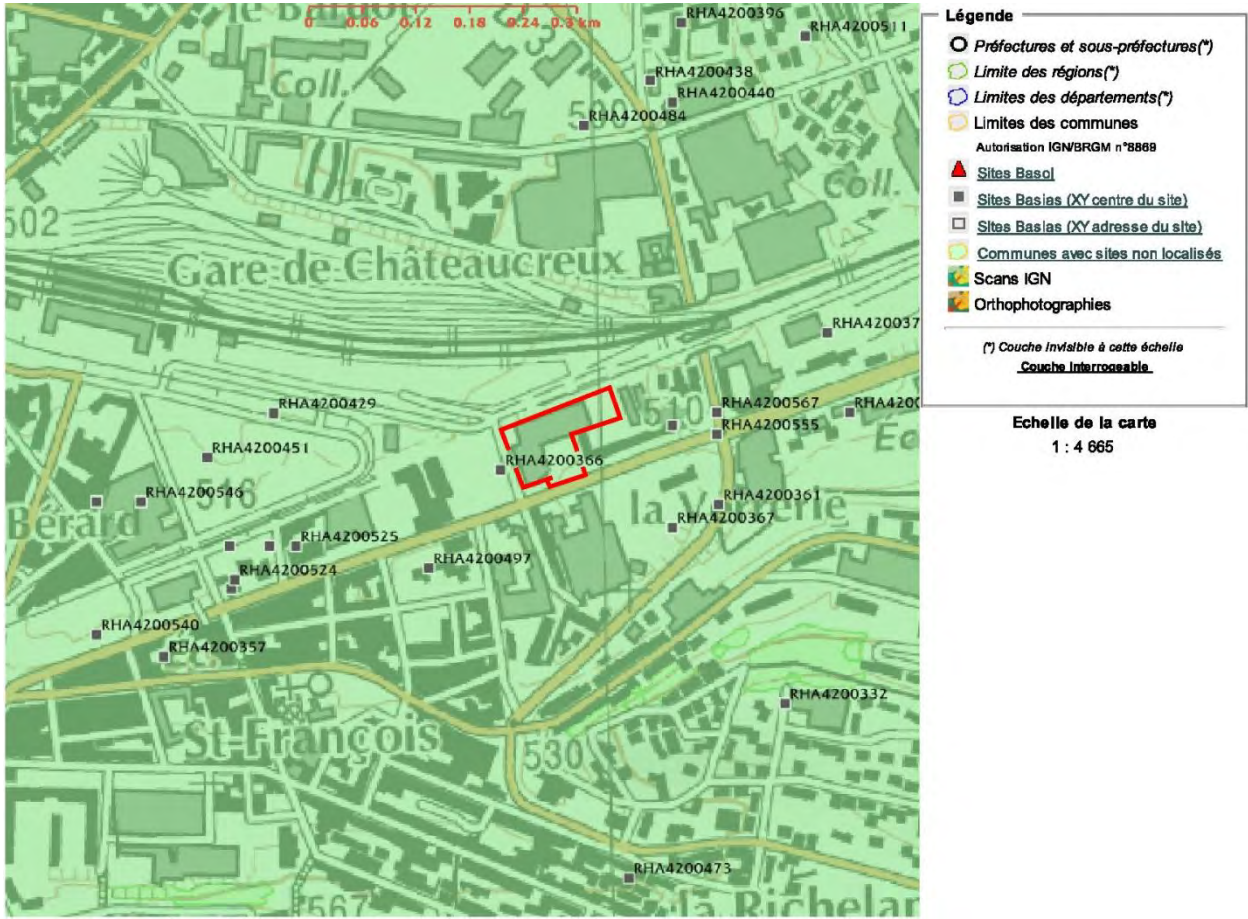 0 0.06 0.12 0.18 0.24 0.3 km
RHA4200396
RHA4200511
RHA4200438
RHA4200440
Coll.
RHA4200484
Coll.
502
Gare de Châteaucreux
RHA420037
RHA4200429
510
RHA4200567
RHA4200555
RHA4200451
RHA4200366
516
RHA4200546
Bérard
RHA4200361
la Verrerie
RHA4200367
RHA4200525
RHA4200497
RHA4200524
RHA4200540
RHA4200357
RHA4200332
St-François
530
RHA4200473
567
la Richelan
Légende
Préfectures et sous-préfectures(*)
Limite des régions(*)
Limites des départements(*)
Limites des communes
Autorisation IGN/BRGM n°8869
Sites Basol
Sites Basias (XY centre du site)
Sites Basias (XY adresse du site)
Communes avec sites non localisés
Scans IGN
Orthophotographies
(*) Couche invisible à cette échelle
Couche Interrogeable
Echelle de la carte
1 : 4 665